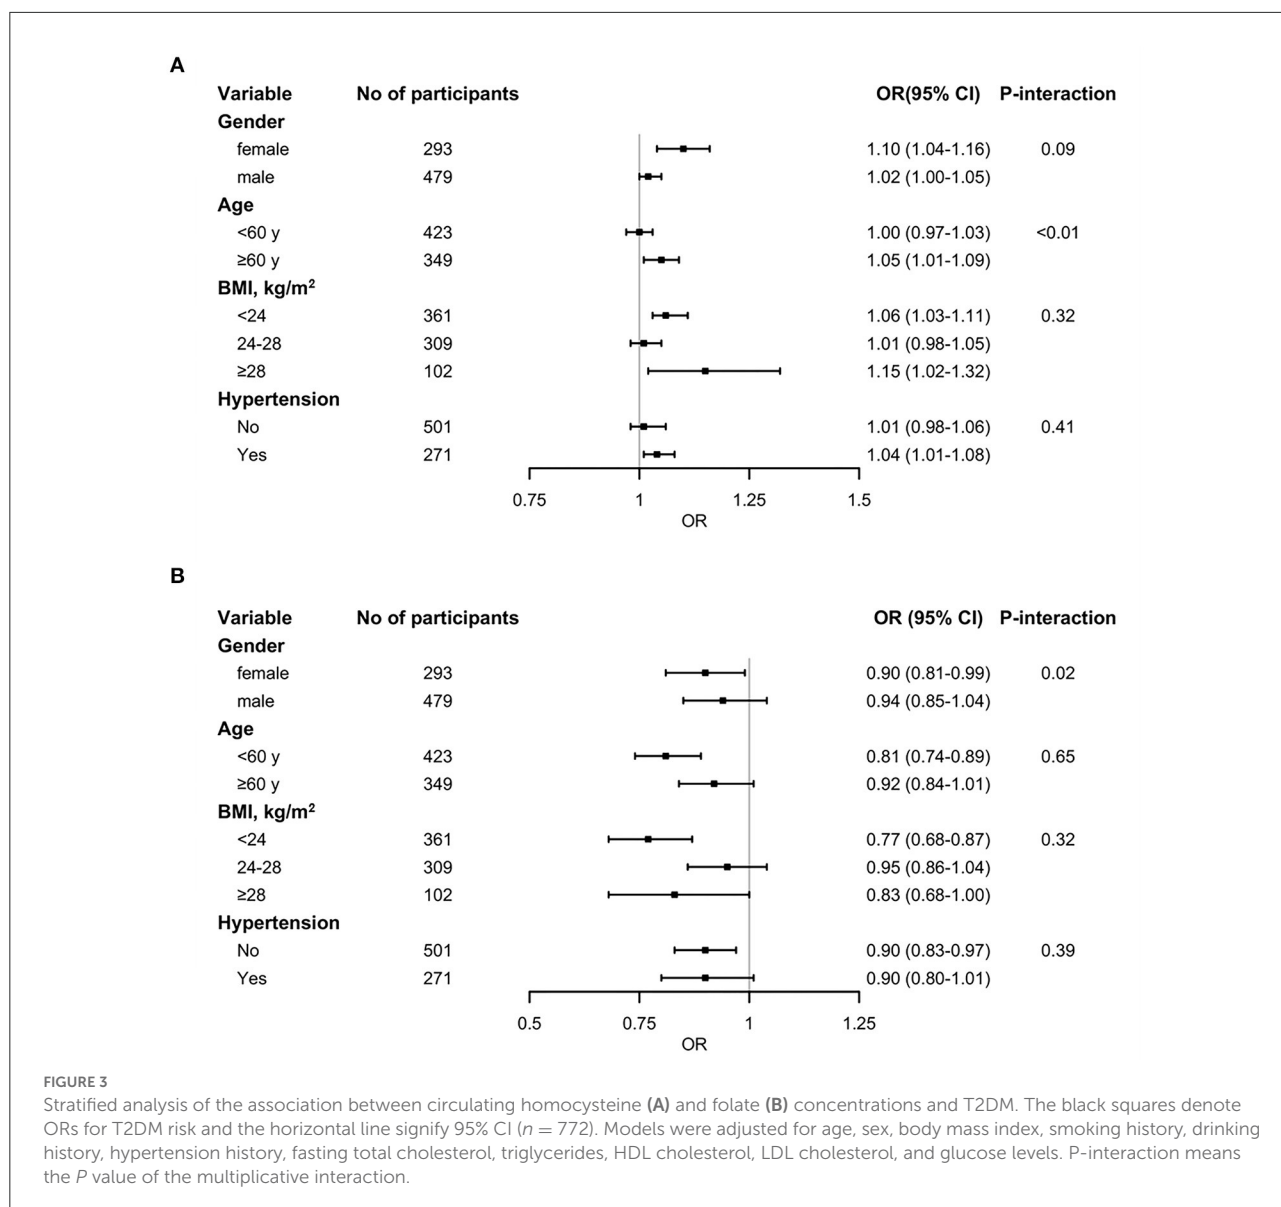 A
Variable No of participants OR(95% CI) P-interaction
Gender
female 293 1.10 (1.04-1.16) 0.09
male 479 1.02 (1.00-1.05)
Age
<60 y 423 1.00 (0.97-1.03) <0.01
≥60 y 349 1.05 (1.01-1.09)
BMI, kg/m²
<24 361 1.06 (1.03-1.11) 0.32
24-28 309 1.01 (0.98-1.05)
≥28 102 1.15 (1.02-1.32)
Hypertension
No 501 1.01 (0.98-1.06) 0.41
Yes 271 1.04 (1.01-1.08)
0.75 1 1.25 1.5
OR
B
Variable No of participants OR (95% CI) P-interaction
Gender
female 293 0.90 (0.81-0.99) 0.02
male 479 0.94 (0.85-1.04)
Age
<60 y 423 0.81 (0.74-0.89) 0.65
≥60 y 349 0.92 (0.84-1.01)
BMI, kg/m²
<24 361 0.77 (0.68-0.87) 0.32
24-28 309 0.95 (0.86-1.04)
≥28 102 0.83 (0.68-1.00)
Hypertension
No 501 0.90 (0.83-0.97) 0.39
Yes 271 0.90 (0.80-1.01)
0.5 0.75 1 1.25
OR
FIGURE 3
Stratified analysis of the association between circulating homocysteine (A) and folate (B) concentrations and T2DM. The black squares denote
ORs for T2DM risk and the horizontal line signify 95% CI (n = 772). Models were adjusted for age, sex, body mass index, smoking history, drinking
history, hypertension history, fasting total cholesterol, triglycerides, HDL cholesterol, LDL cholesterol, and glucose levels. P-interaction means
the P value of the multiplicative interaction.